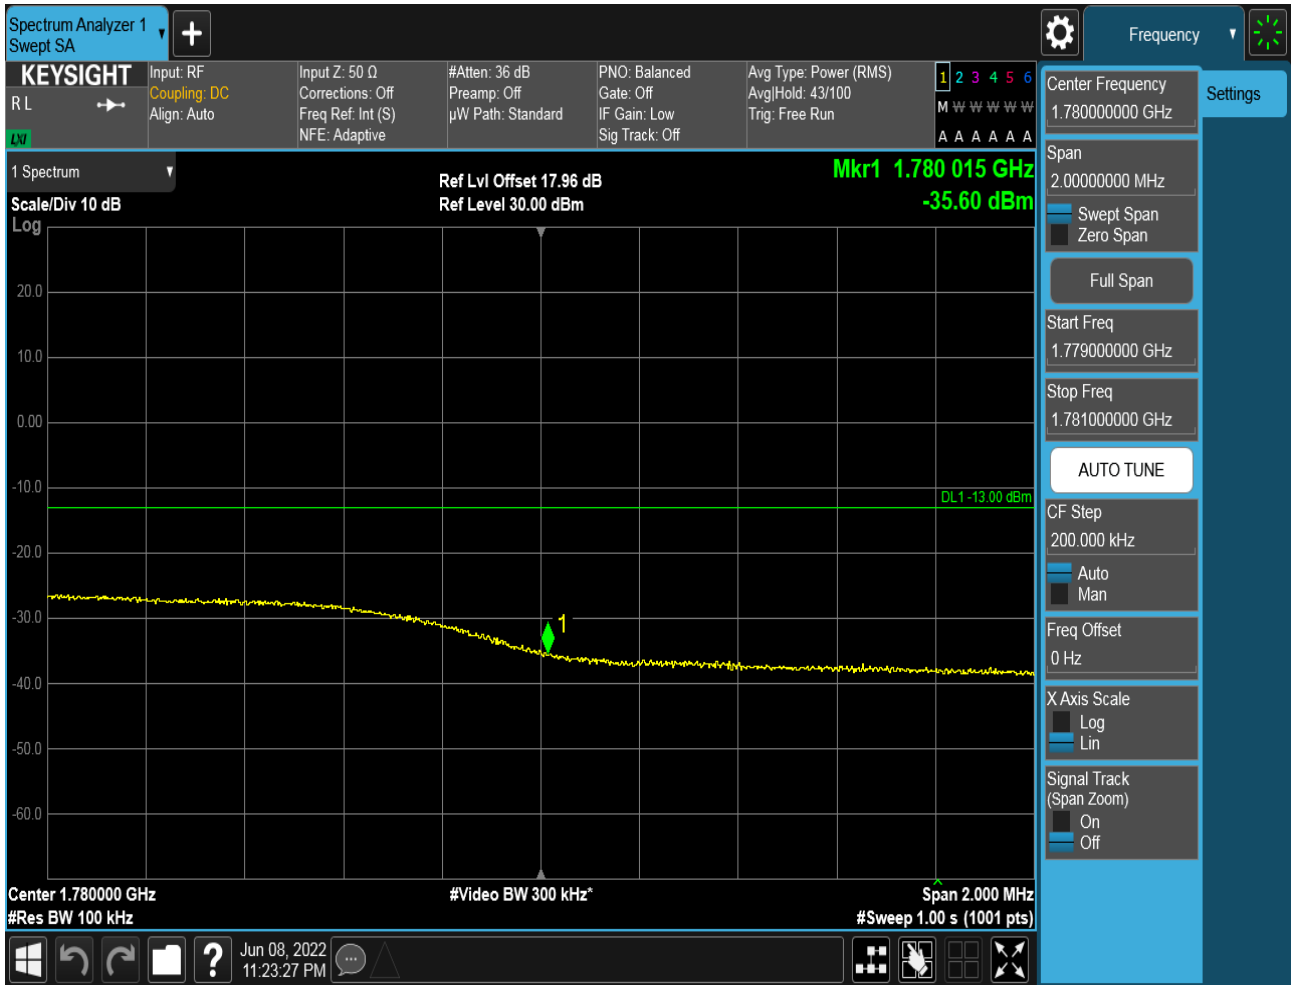 Spectrum Analyzer 1
Swept SA
Frequency
KEYSIGHT
R L
LXI
Input: RF
Coupling: DC
Align: Auto
Input Z: 50 Ω
Corrections: Off
Freq Ref: Int (S)
NFE: Adaptive
#Atten: 36 dB
Preamp: Off
µW Path: Standard
PNO: Balanced
Gate: Off
IF Gain: Low
Sig Track: Off
Avg Type: Power (RMS)
Avg|Hold: 43/100
Trig: Free Run
1 2 3 4 5 6
M W W W W W
A A A A A A
1 Spectrum
Scale/Div 10 dB
Log
Ref Lvl Offset 17.96 dB
Ref Level 30.00 dBm
Mkr1 1.780 015 GHz
-35.60 dBm
20.0
10.0
0.00
-10.0
-20.0
-30.0
-40.0
-50.0
-60.0
DL1 -13.00 dBm
1
Center 1.780000 GHz
#Res BW 100 kHz
#Video BW 300 kHz*
Span 2.000 MHz
#Sweep 1.00 s (1001 pts)
Center Frequency
1.780000000 GHz
Settings
Span
2.00000000 MHz
Swept Span
Zero Span
Full Span
Start Freq
1.779000000 GHz
Stop Freq
1.781000000 GHz
AUTO TUNE
CF Step
200.000 kHz
Auto
Man
Freq Offset
0 Hz
X Axis Scale
Log
Lin
Signal Track
(Span Zoom)
On
Off
?
Jun 08, 2022
11:23:27 PM